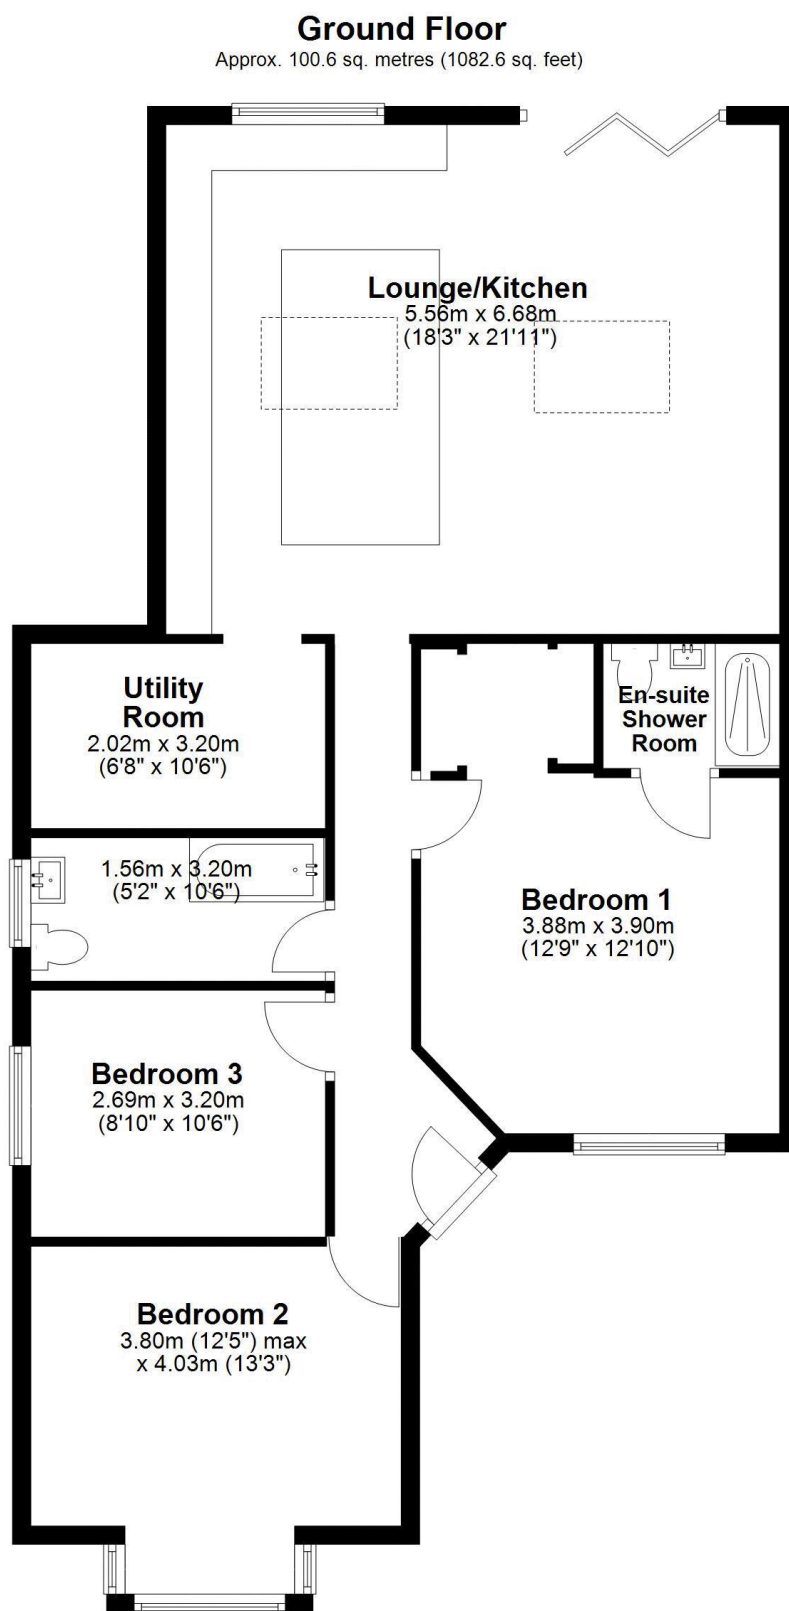 Ground Floor
Approx. 100.6 sq. metres (1082.6 sq. feet)
Lounge/Kitchen
5.56m x 6.68m
(18'3" x 21'11")
Utility
Room
2.02m x 3.20m
(6'8" x 10'6")
En-suite
Shower
Room
1.56m x 3.20m
(5'2" x 10'6")
Bedroom 1
3.88m x 3.90m
(12'9" x 12'10")
Bedroom 3
2.69m x 3.20m
(8'10" x 10'6")
Bedroom 2
3.80m (12'5") max
x 4.03m (13'3")